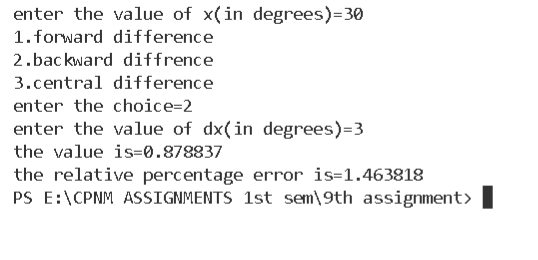 enter the value of x(in degrees)=30
1.forward difference
2.backward diffrence
3.central difference
enter the choice=2
enter the value of dx(in degrees)=3
the value is=0.878837
the relative percentage error is=1.463818
PS E:\CPNM ASSIGNMENTS 1st sem\9th assignment>